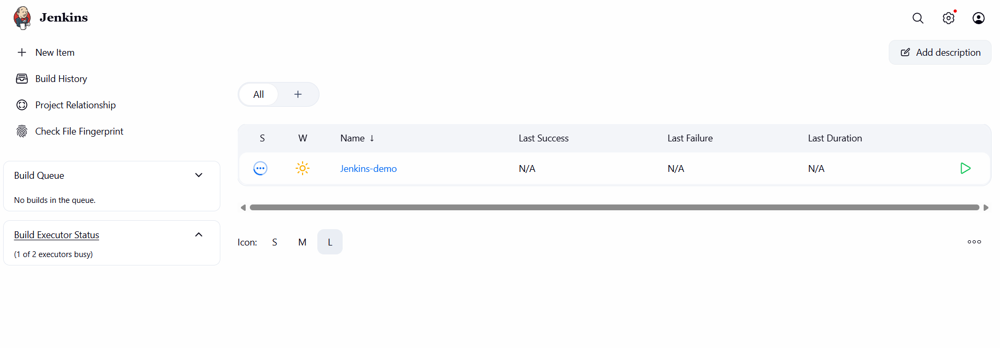 Jenkins
New Item
Add description
Build History
Project Relationship
Check File Fingerprint
All +
S W Name ↓ Last Success Last Failure Last Duration
Jenkins-demo N/A N/A N/A
Build Queue
No builds in the queue.
Build Executor Status
(1 of 2 executors busy)
Icon: S M L